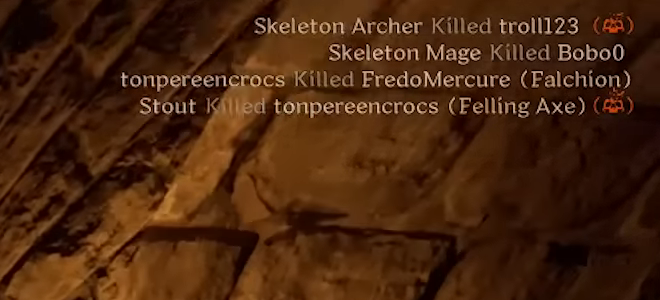 Skeleton Archer Killed troll123 ()
Skeleton Mage Killed Bobo0
tonpereencrocs Killed FredoMercure (Falchion)
Stout Killed tonpereencrocs (Felling Axe) ()